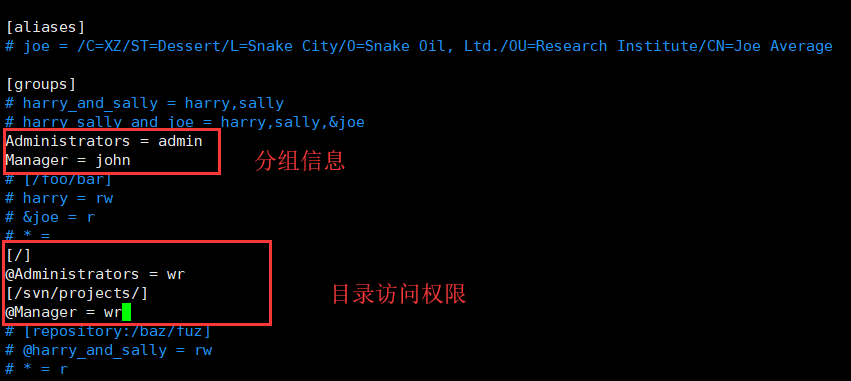 [aliases]
# joe = /C=XZ/ST=Dessert/L=Snake City/O=Snake Oil, Ltd./OU=Research Institute/CN=Joe Average
[groups]
# harry_and_sally = harry,sally
# harry_sally_and_joe = harry,sally,&joe
Administrators = admin
Manager = john
分组信息
# [/foo/bar]
# harry = rw
# &joe = r
# * =
[/]
@Administrators = wr
[/svn/projects/]
@Manager = wr
目录访问权限
# [repository:/baz/fuz]
# @harry_and_sally = rw
# * = r